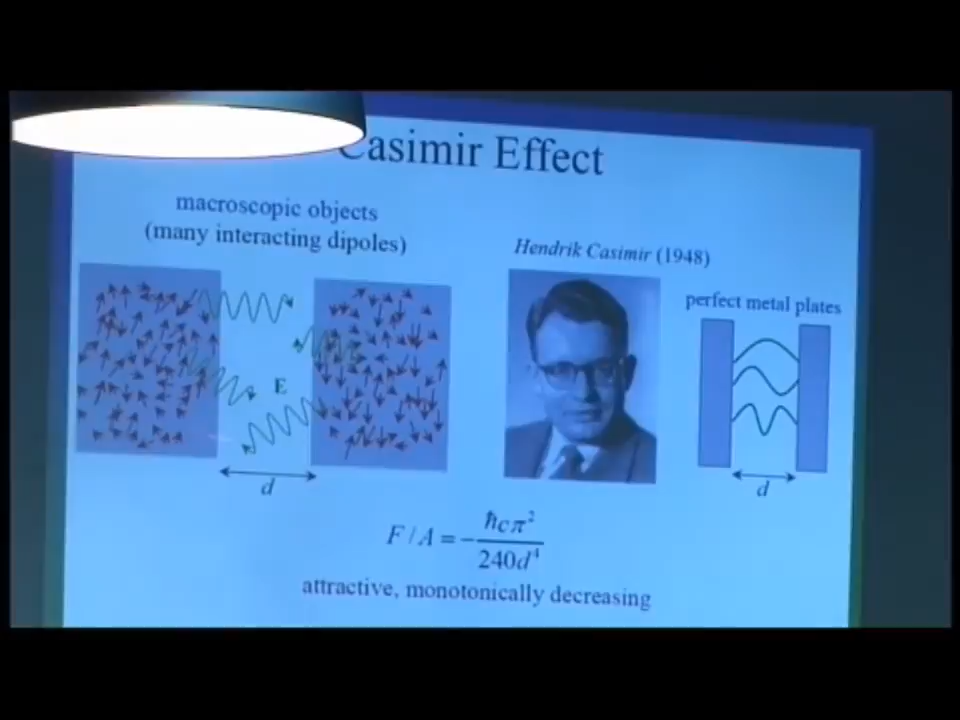 Casimir Effect
macroscopic objects
(many interacting dipoles)
E
d
Hendrik Casimir (1948)
perfect metal plates
d
F / A = - ℏcπ² / 240d⁴
attractive, monotonically decreasing